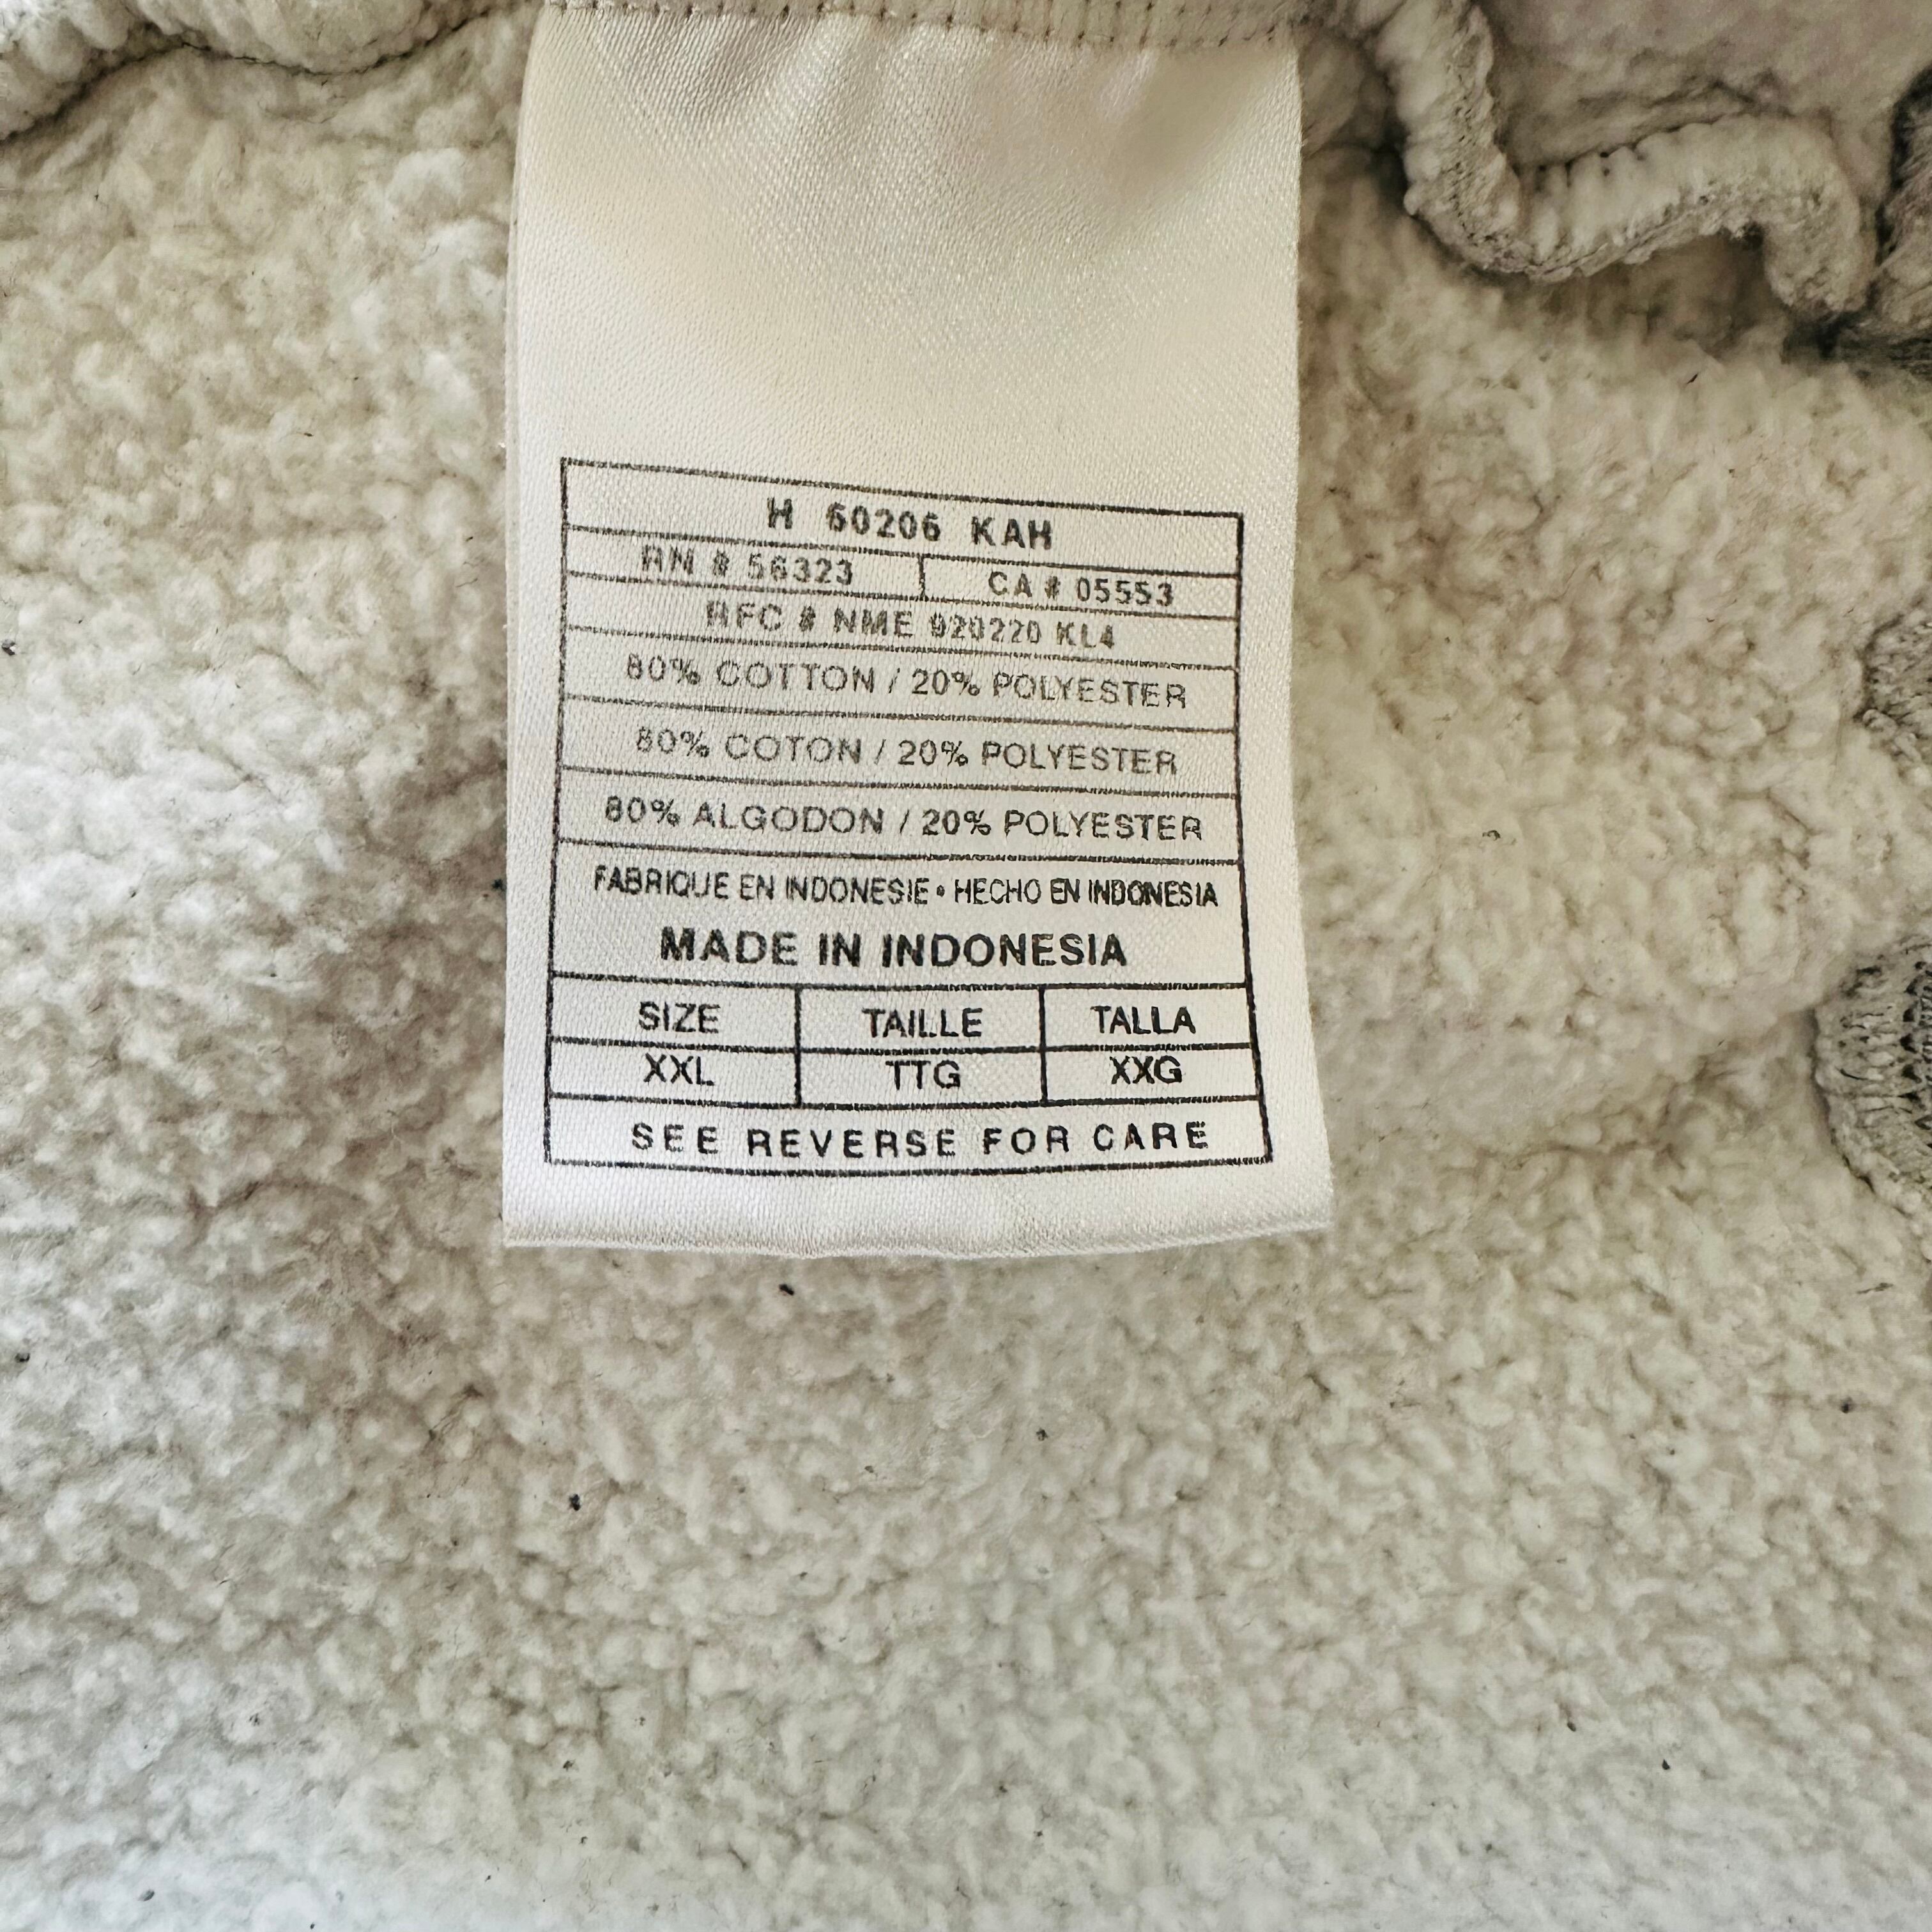 H 60206 KAH
RN # 56323 CA # 05553
RFC # NME 920220 KL4
80% COTTON / 20% POLYESTER
80% COTON / 20% POLYESTER
80% ALGODON / 20% POLYESTER
FABRIQUE EN INDONESIE • HECHO EN INDONESIA
MADE IN INDONESIA
SIZE TAILLE TALLA
XXL TTG XXG
SEE REVERSE FOR CARE